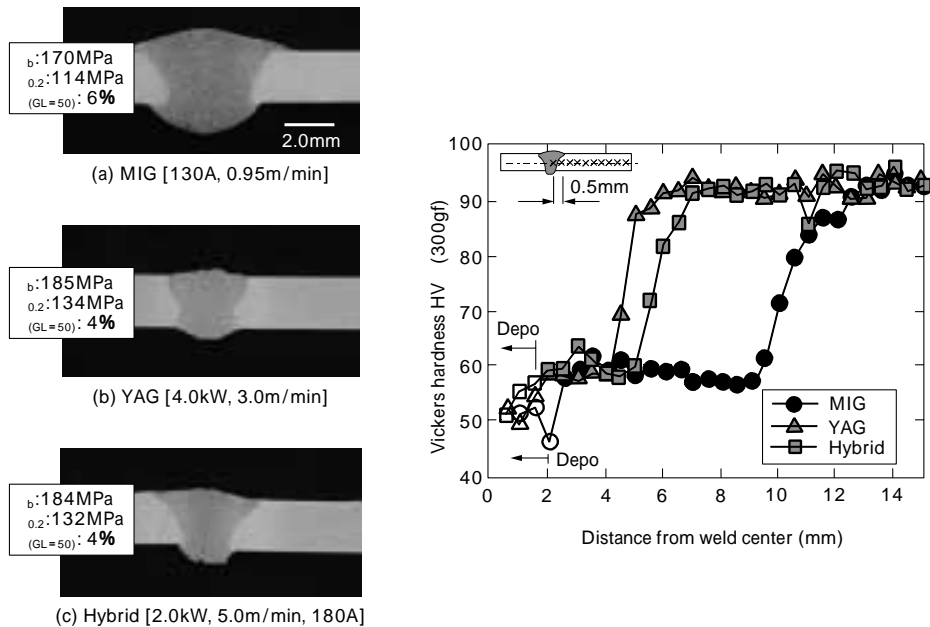 b:170MPa
0.2:114MPa
(GL=50): 6%
2.0mm
(a) MIG [130A, 0.95m/min]
b:185MPa
0.2:134MPa
(GL=50): 4%
(b) YAG [4.0kW, 3.0m/min]
b:184MPa
0.2:132MPa
(GL=50): 4%
(c) Hybrid [2.0kW, 5.0m/min, 180A]
Vickers hardness HV (300gf)
100
90
80
70
60
50
40
0.5mm
Depo
Depo
MIG
YAG
Hybrid
0 2 4 6 8 10 12 14
Distance from weld center (mm)